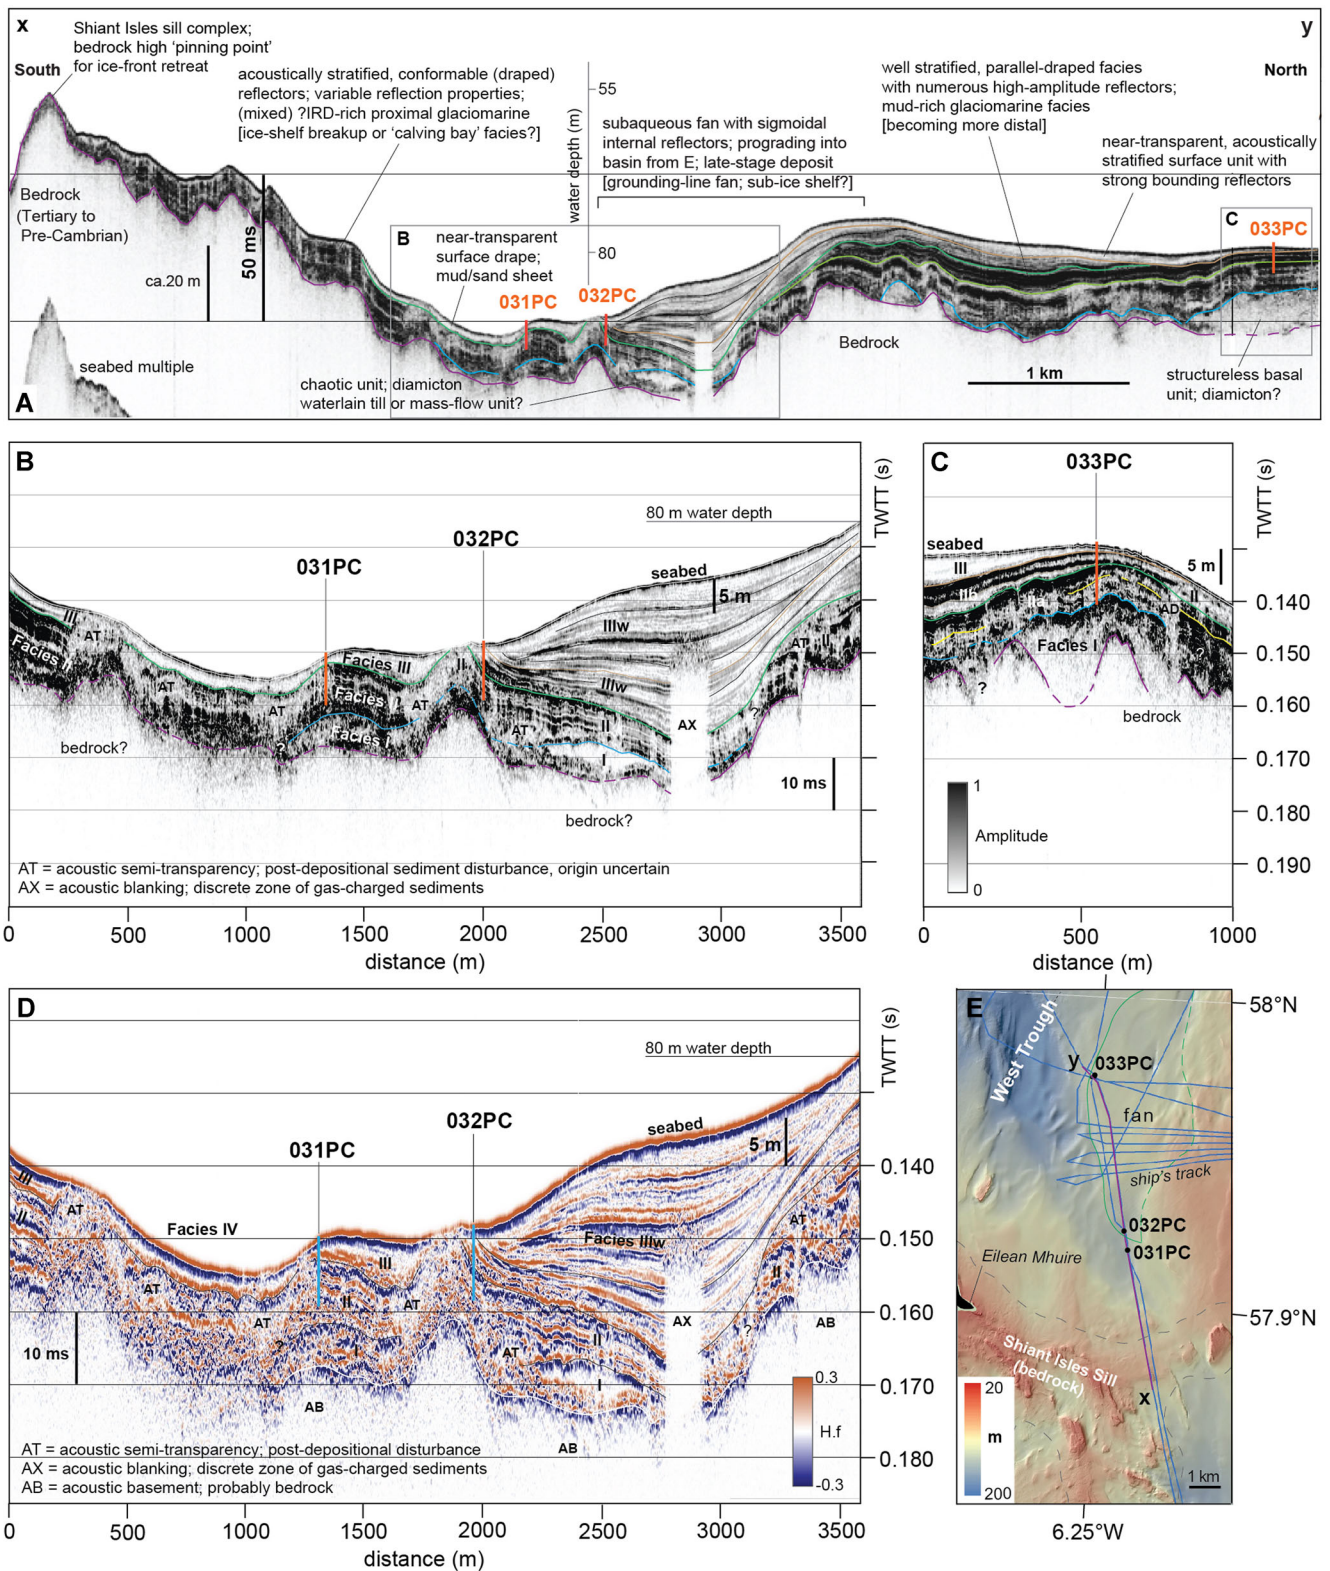 x
y
South
North
Shiant Isles sill complex;
bedrock high ‘pinning point’
for ice-front retreat
acoustically stratified, conformable (draped)
reflectors; variable reflection properties;
(mixed) ?IRD-rich proximal glaciomarine
[ice-shelf breakup or ‘calving bay’ facies?]
55
water depth (m)
80
subaqueous fan with sigmoidal
internal reflectors; prograding into
basin from E; late-stage deposit
[grounding-line fan; sub-ice shelf?]
well stratified, parallel-draped facies
with numerous high-amplitude reflectors;
mud-rich glaciomarine facies
[becoming more distal]
near-transparent, acoustically
stratified surface unit with
strong bounding reflectors
Bedrock
(Tertiary to
Pre-Cambrian)
ca.20 m
50 ms
B
near-transparent
surface drape;
mud/sand sheet
031PC
032PC
C
033PC
Bedrock
seabed multiple
chaotic unit; diamicton
waterlain till or mass-flow unit?
1 km
structureless basal
unit; diamicton?
A
B
80 m water depth
TWTT (s)
031PC
032PC
seabed
5 m
III
AT
Facies II
Facies III
II
IIIw
IIIw
AT
II
AT
AT
Facies II
AT
?
Facies I
AT
II
I
AX
?
bedrock?
bedrock?
10 ms
AT = acoustic semi-transparency; post-depositional sediment disturbance, origin uncertain
AX = acoustic blanking; discrete zone of gas-charged sediments
0
500
1000
1500
2000
2500
3000
3500
distance (m)
C
033PC
TWTT (s)
seabed
III
5 m
IIb
IIa
II
AD
Facies I
?
?
bedrock
0.140
0.150
0.160
0.170
0.180
0.190
1
Amplitude
0
0
500
1000
distance (m)
D
80 m water depth
TWTT (s)
031PC
032PC
seabed
5 m
III
II
AT
Facies IV
Facies IIIw
III
AT
II
AT
AT
AT
II
?
I
AT
II
I
AX
?
AB
AB
AB
10 ms
0.140
0.150
0.160
0.170
0.180
0.3
H.f
-0.3
AT = acoustic semi-transparency; post-depositional disturbance
AX = acoustic blanking; discrete zone of gas-charged sediments
AB = acoustic basement; probably bedrock
0
500
1000
1500
2000
2500
3000
3500
distance (m)
E
58°N
West Trough
y
033PC
fan
ship's track
032PC
031PC
Eilean Mhuire
57.9°N
Shiant Isles Sill
(bedrock)
x
20
m
200
1 km
6.25°W